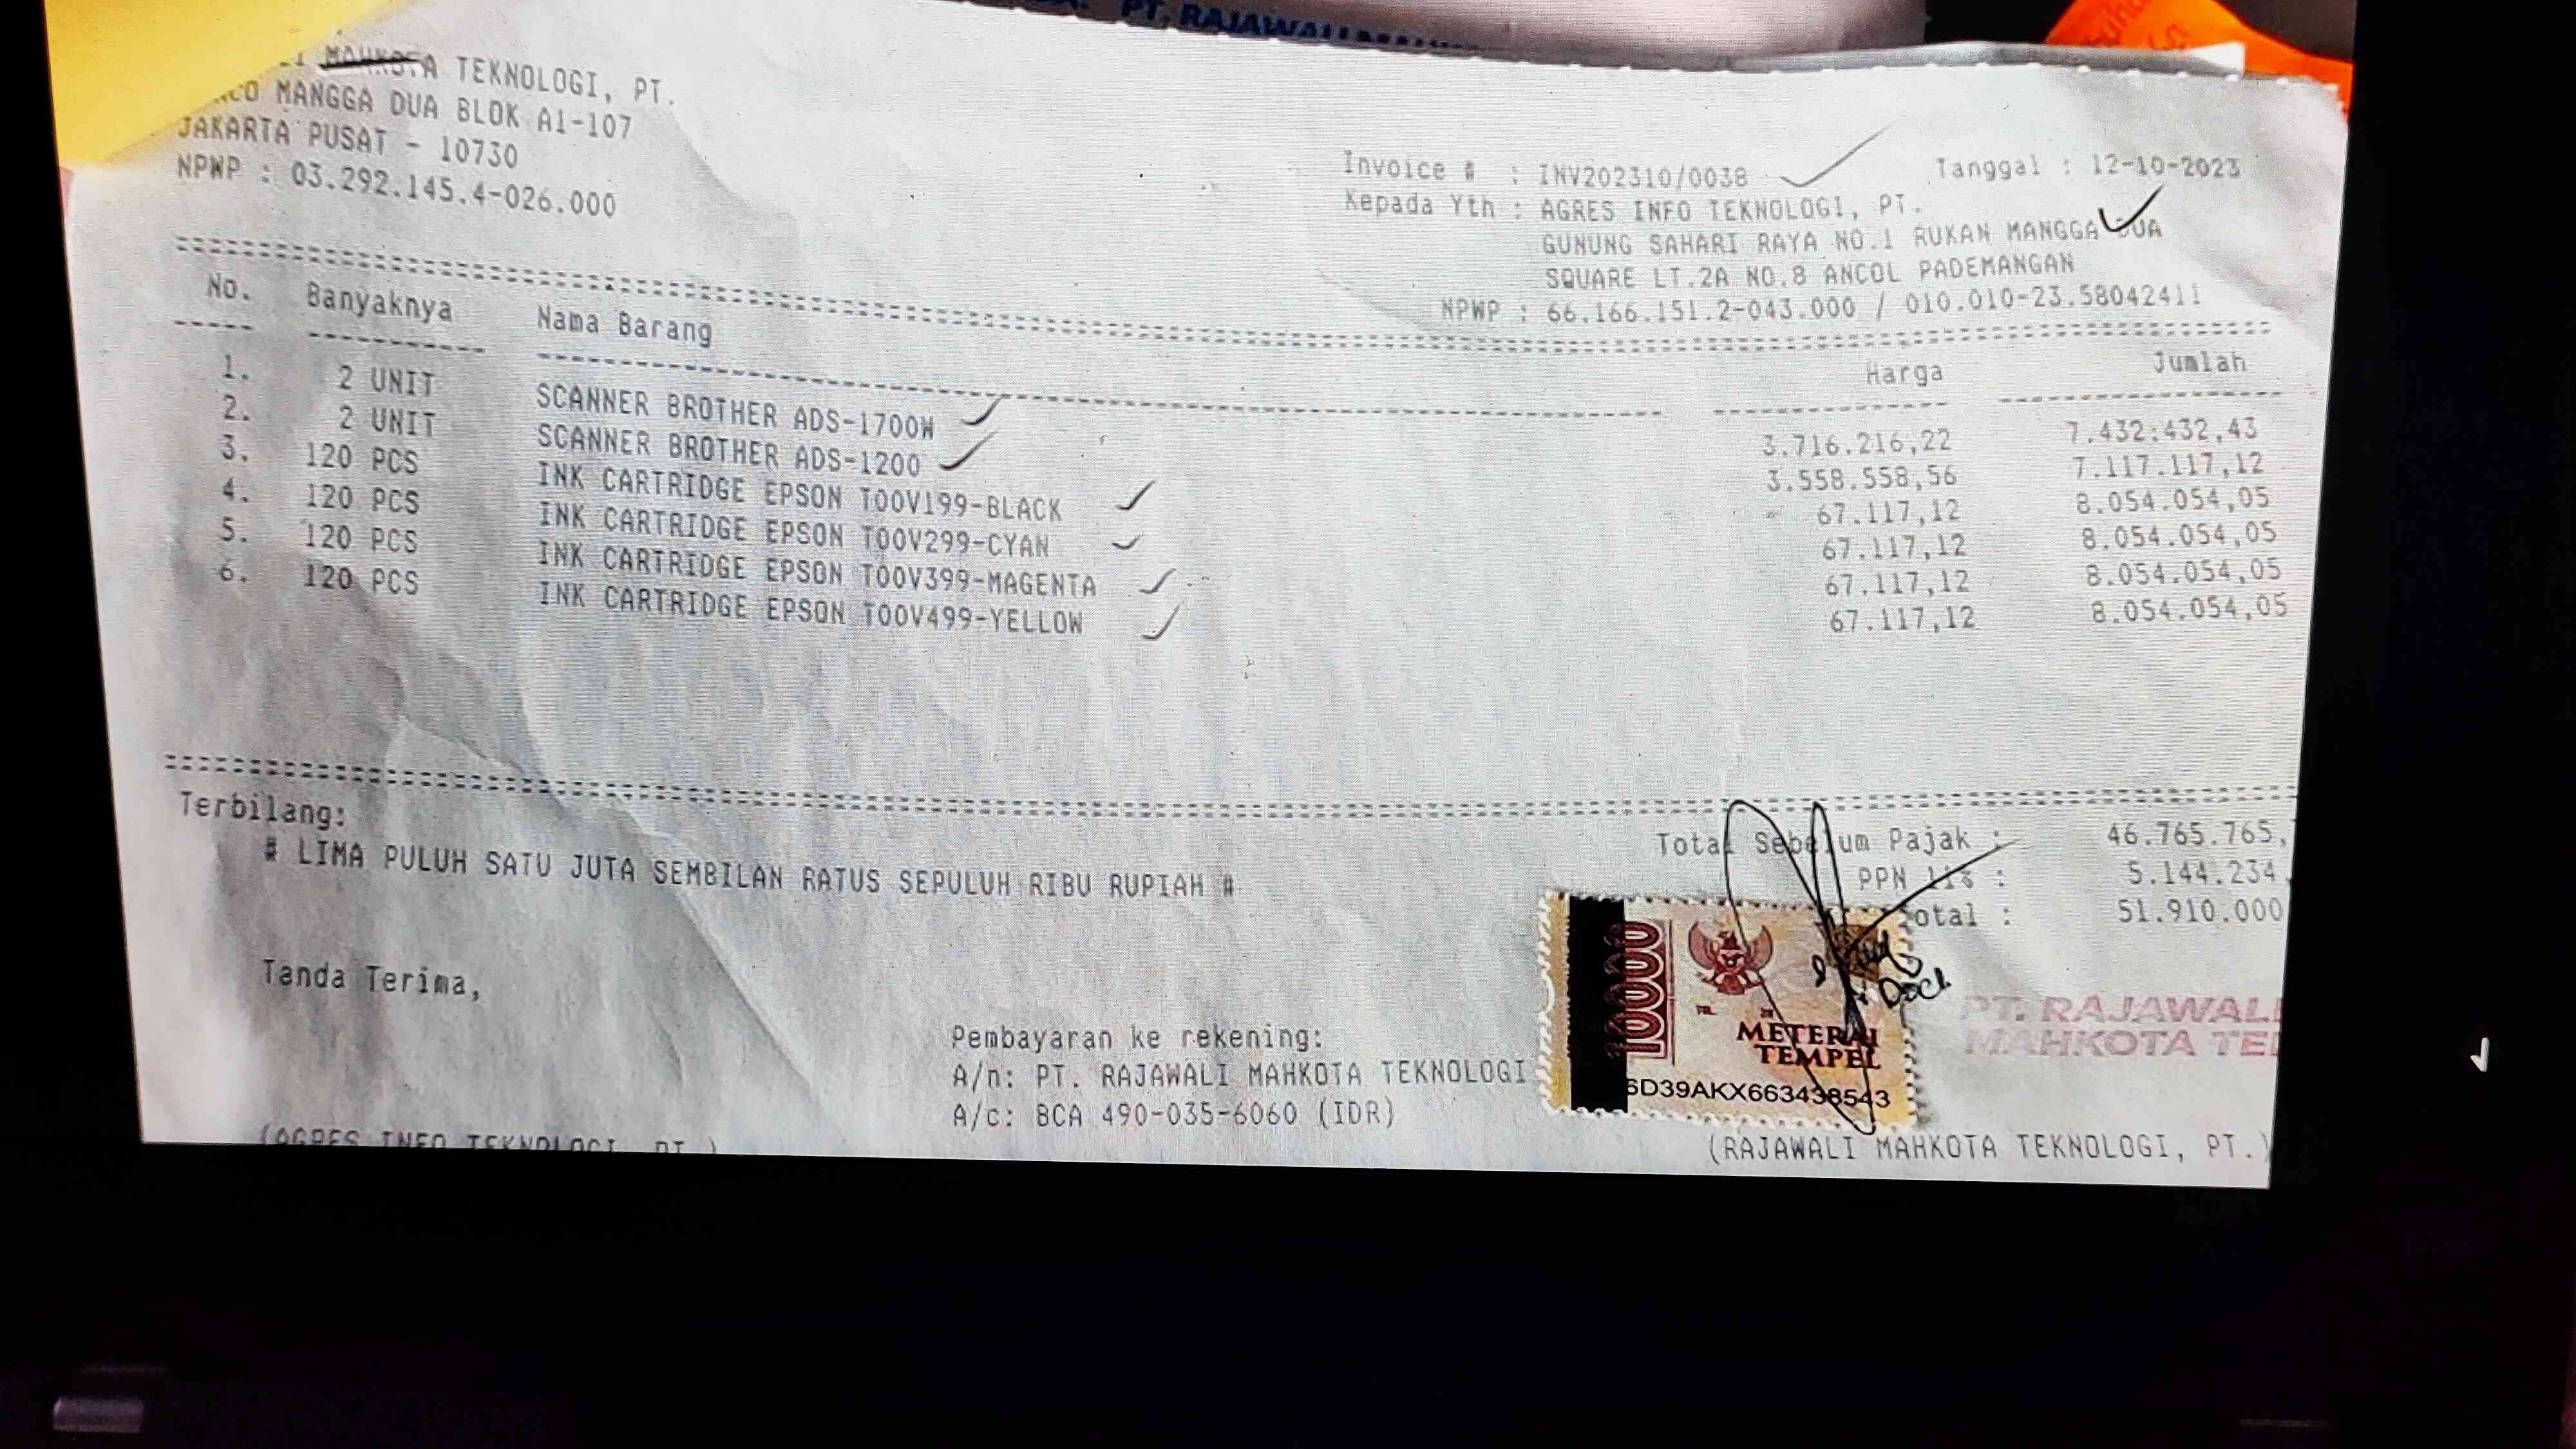 PT. RAJAWALI
TEKNOLOGI, PT.
MANGGA DUA BLOK A1-107
JAKARTA PUSAT - 10730
NPWP : 03.292.145.4-026.000
Invoice # : INV202310/0038 Tanggal : 12-10-2023
Kepada Yth : AGRES INFO TEKNOLOGI, PT.
GUNUNG SAHARI RAYA NO.1 RUKAN MANGGA DUA
SQUARE LT.2A NO.8 ANCOL PADEMANGAN
NPWP : 66.166.151.2-043.000 / 010.010-23.58042411
No. Banyaknya Nama Barang Harga Jumlah
1. 2 UNIT SCANNER BROTHER ADS-1700W 3.716.216,22 7.432.432,43
2. 2 UNIT SCANNER BROTHER ADS-1200 3.558.558,56 7.117.117,12
3. 120 PCS INK CARTRIDGE EPSON T00V199-BLACK 67.117,12 8.054.054,05
4. 120 PCS INK CARTRIDGE EPSON T00V299-CYAN 67.117,12 8.054.054,05
5. 120 PCS INK CARTRIDGE EPSON T00V399-MAGENTA 67.117,12 8.054.054,05
6. 120 PCS INK CARTRIDGE EPSON T00V499-YELLOW 67.117,12 8.054.054,05
Terbilang:
# LIMA PULUH SATU JUTA SEMBILAN RATUS SEPULUH RIBU RUPIAH #
Total Sebelum Pajak : 46.765.765,
PPN 11% : 5.144.234
Total : 51.910.000
Tanda Terima,
Pembayaran ke rekening:
A/n: PT. RAJAWALI MAHKOTA TEKNOLOGI
A/c: BCA 490-035-6060 (IDR)
10000
METERAI
TEMPEL
6D39AKX663438543
PT. RAJAWALI
MAHKOTA TE
(AGRES INFO TEKNOLOGI, PT.)
(RAJAWALI MAHKOTA TEKNOLOGI, PT.)